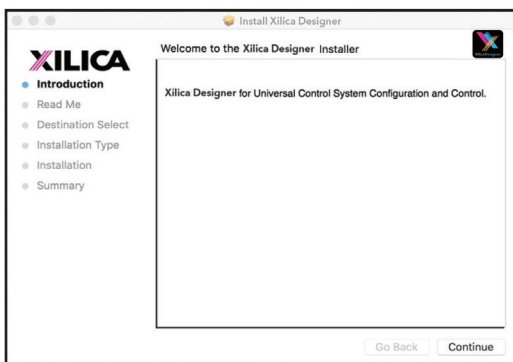 Install Xilica Designer
XILICA
Welcome to the Xilica Designer Installer
Introduction
Read Me
Destination Select
Installation Type
Installation
Summary
Xilica Designer for Universal Control System Configuration and Control.
Go Back
Continue